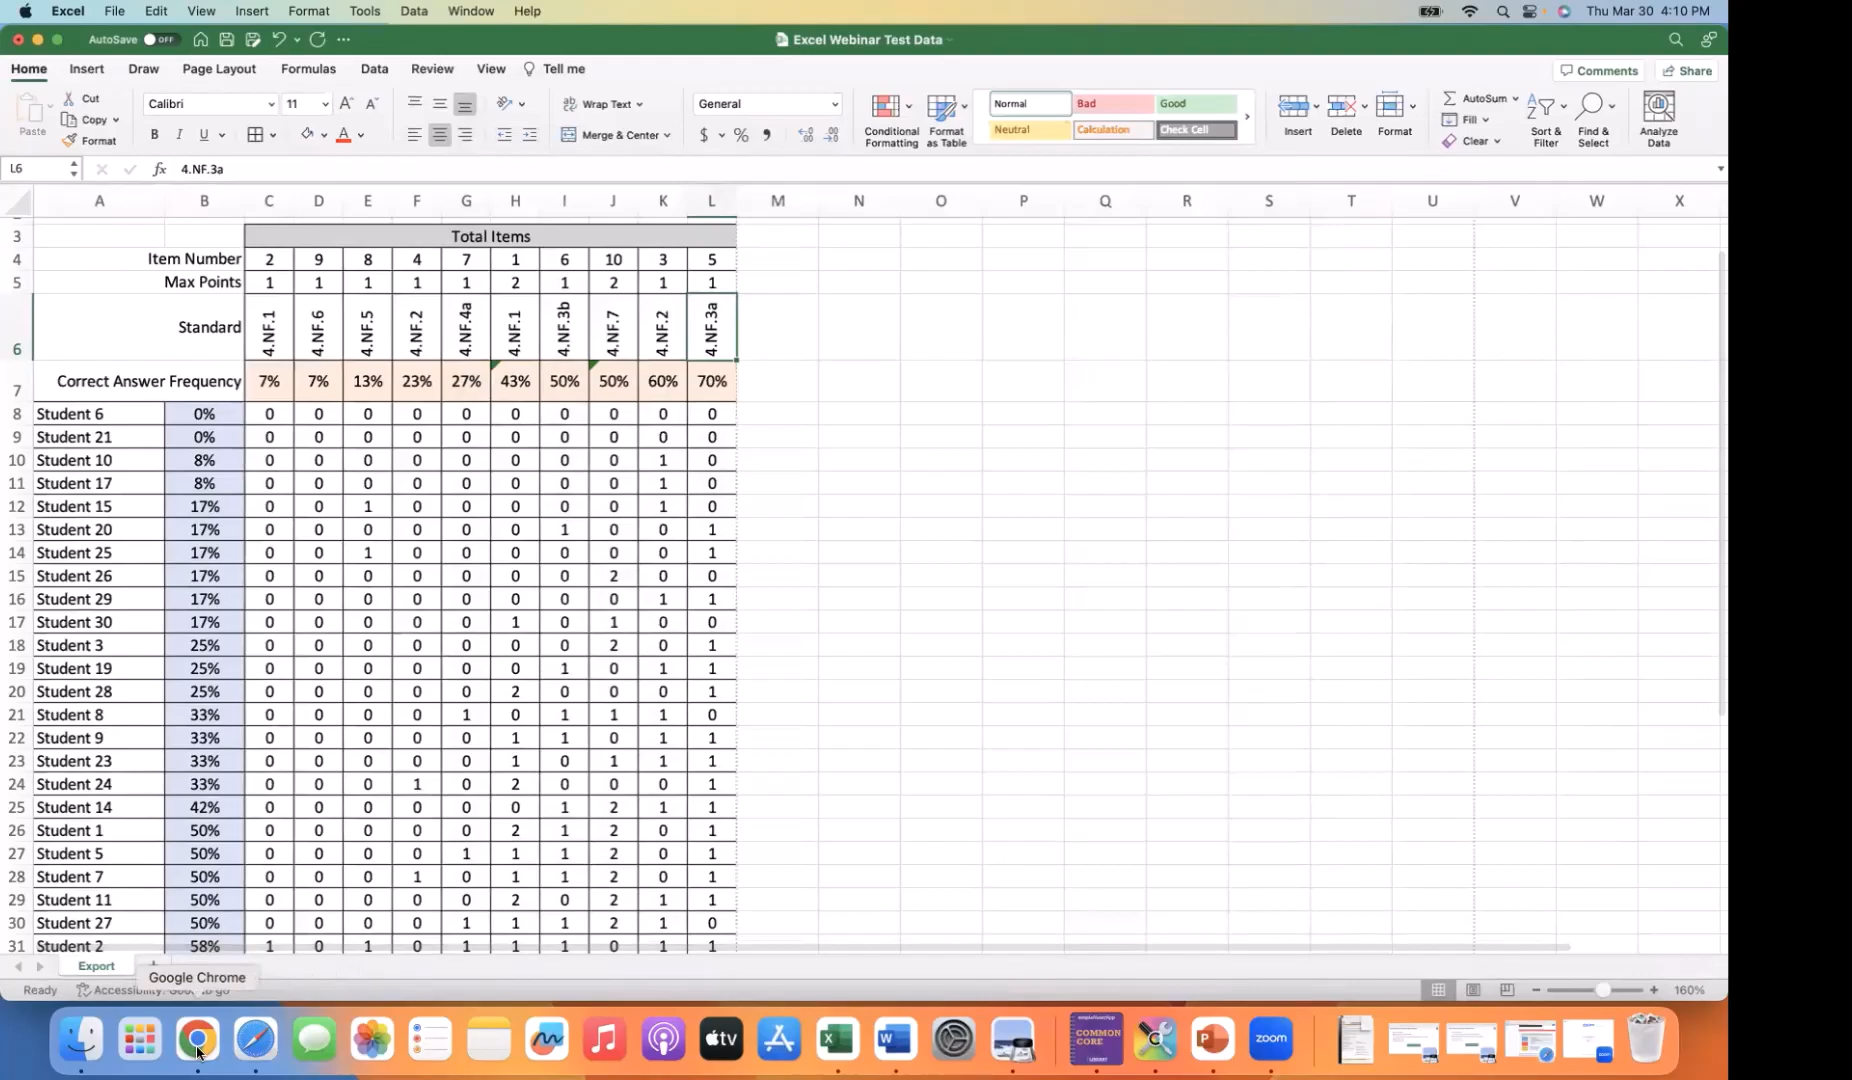 Excel File Edit View Insert Format Tools Data Window Help Thu Mar 30 4:10 PM
AutoSave OFF Excel Webinar Test Data
Home Insert Draw Page Layout Formulas Data Review View Tell me Comments Share
Paste Cut Copy Format
Calibri 11 A A
B I U A
Wrap Text
Merge & Center
General
$ %
Conditional Formatting
Format as Table
Normal Bad Good
Neutral Calculation Check Cell
Insert Delete Format
AutoSum
Fill
Clear
Sort & Filter
Find & Select
Analyze Data
L6 fx 4.NF.3a
A B C D E F G H I J K L M N O P Q R S T U V W X
3 Total Items
4 Item Number 2 9 8 4 7 1 6 10 3 5
5 Max Points 1 1 1 1 1 2 1 2 1 1
6 Standard 4.NF.1 4.NF.6 4.NF.5 4.NF.2 4.NF.4a 4.NF.1 4.NF.3b 4.NF.7 4.NF.2 4.NF.3a
7 Correct Answer Frequency 7% 7% 13% 23% 27% 43% 50% 50% 60% 70%
8 Student 6 0% 0 0 0 0 0 0 0 0 0 0
9 Student 21 0% 0 0 0 0 0 0 0 0 0 0
10 Student 10 8% 0 0 0 0 0 0 0 0 1 0
11 Student 17 8% 0 0 0 0 0 0 0 0 1 0
12 Student 15 17% 0 0 1 0 0 0 0 0 1 0
13 Student 20 17% 0 0 0 0 0 0 1 0 0 1
14 Student 25 17% 0 0 1 0 0 0 0 0 0 1
15 Student 26 17% 0 0 0 0 0 0 0 2 0 0
16 Student 29 17% 0 0 0 0 0 0 0 0 1 1
17 Student 30 17% 0 0 0 0 0 1 0 1 0 0
18 Student 3 25% 0 0 0 0 0 0 0 2 0 1
19 Student 19 25% 0 0 0 0 0 0 1 0 1 1
20 Student 28 25% 0 0 0 0 0 2 0 0 0 1
21 Student 8 33% 0 0 0 0 1 0 1 1 1 0
22 Student 9 33% 0 0 0 0 0 1 1 0 1 1
23 Student 23 33% 0 0 0 0 0 1 0 1 1 1
24 Student 24 33% 0 0 0 1 0 2 0 0 0 1
25 Student 14 42% 0 0 0 0 0 0 1 2 1 1
26 Student 1 50% 0 0 0 0 0 2 1 2 0 1
27 Student 5 50% 0 0 0 0 1 1 1 2 0 1
28 Student 7 50% 0 0 0 1 0 1 1 2 0 1
29 Student 11 50% 0 0 0 0 0 2 0 2 1 1
30 Student 27 50% 0 0 0 0 1 1 1 2 1 0
31 Student 2 58% 1 0 1 0 1 1 1 0 1 1
Export
Google Chrome
Ready Accessibility: 160%
tv COMMON CORE zoom